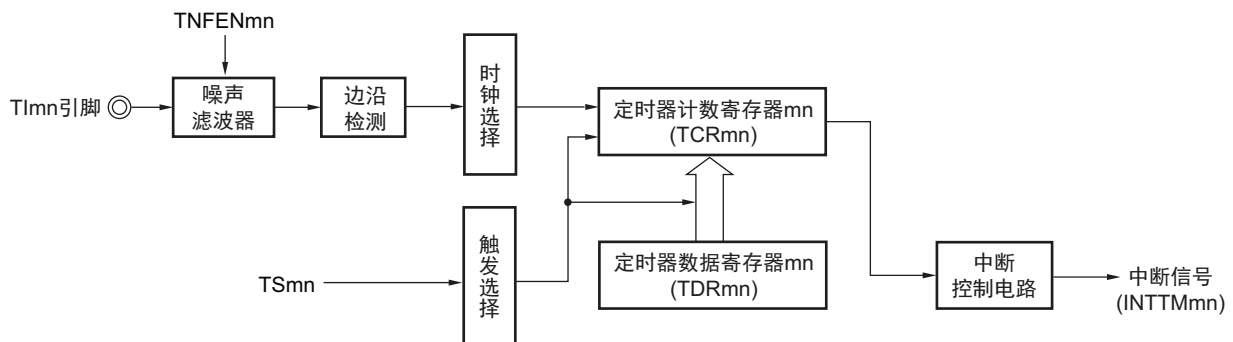 TNFENmn
TImn引脚
噪声
滤波器
边沿
检测
时钟选择
定时器计数寄存器mn
(TCRmn)
TSmn
触发选择
定时器数据寄存器mn
(TDRmn)
中断
控制电路
中断信号
(INTTMmn)